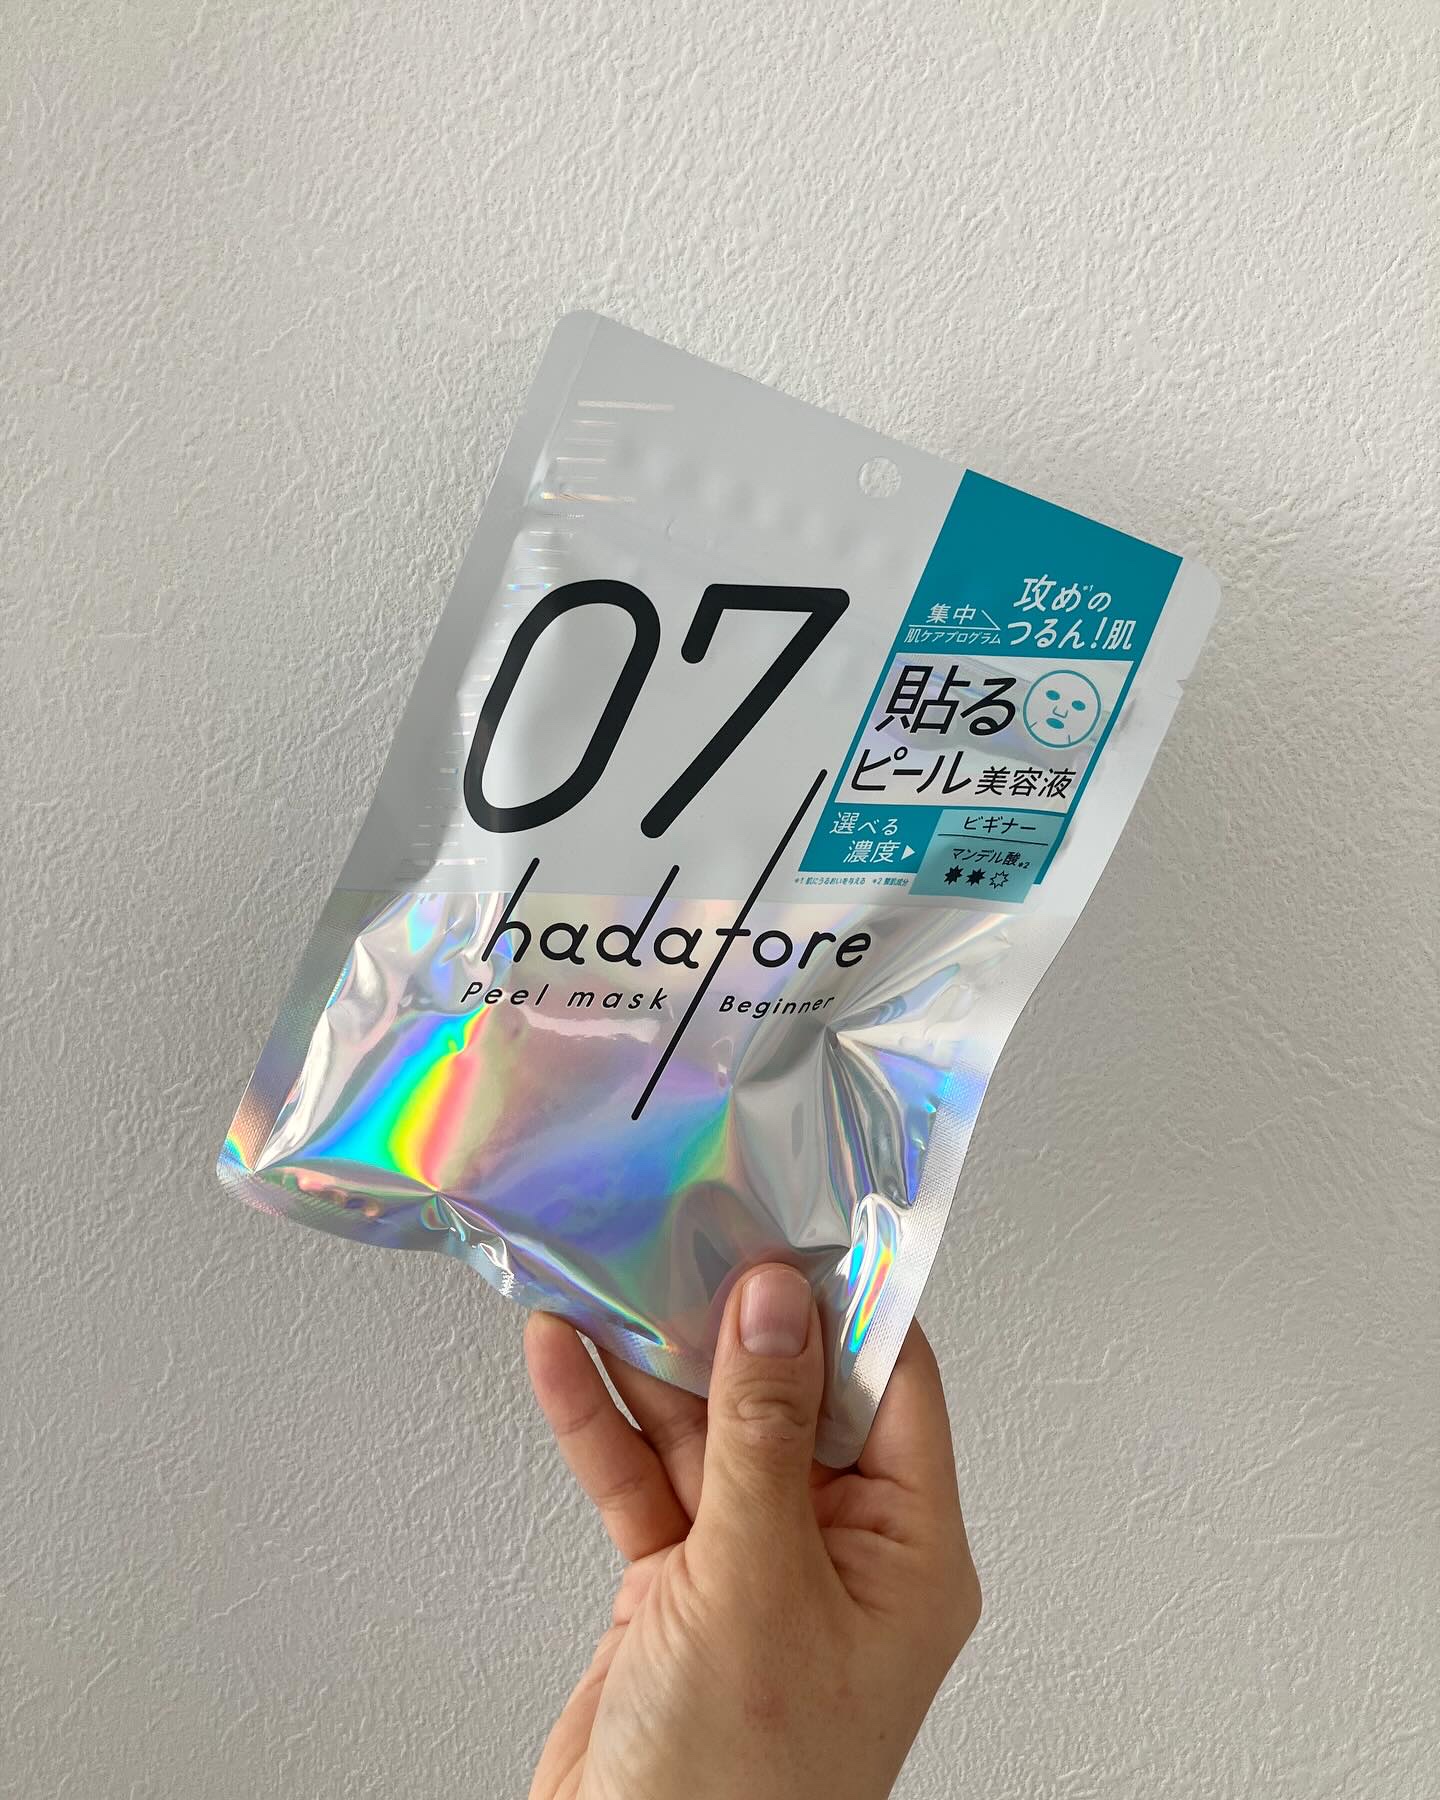 07
hadatore
Peel mask Beginner
集中
肌ケアプログラム
攻め*1の
つるん!肌
貼る
ピール美容液
選べる
濃度▶
ビギナー
マンデル酸*2
*1 肌にうるおいを与える *2 整肌成分